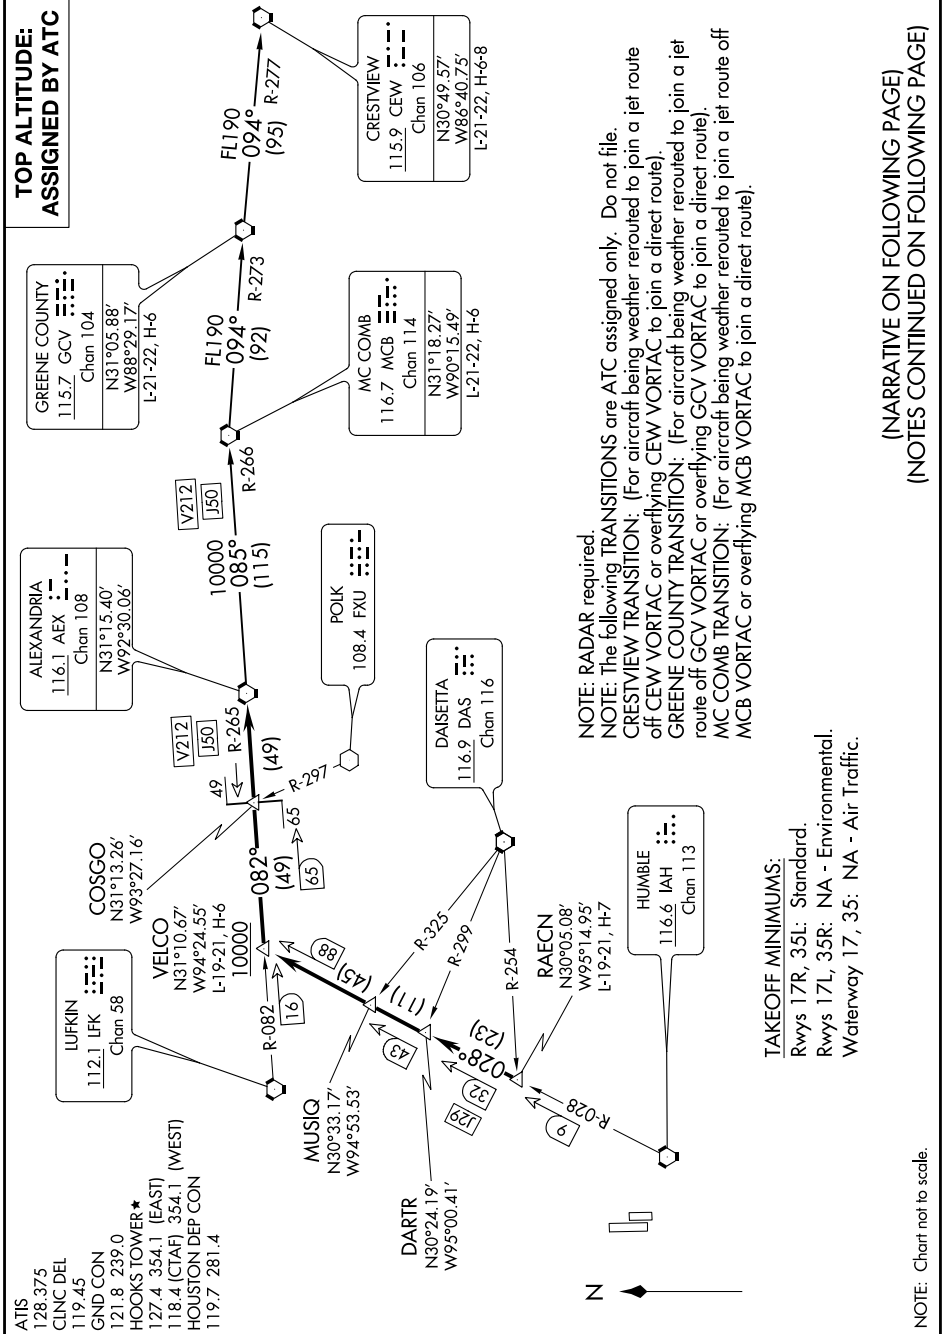 TOP ALTITUDE:
ASSIGNED BY ATC
ATIS
128.375
CLNC DEL
119.45
GND CON
121.8 239.0
HOOKS TOWER★
127.4 354.1 (EAST)
118.4 (CTAF) 354.1 (WEST)
HOUSTON DEP CON
119.7 281.4
LUFKIN
112.1 LFK
Chan 58
VELCO
N31°10.67'
W94°24.55'
L-19-21, H-6
10000
COSGO
N31°13.26'
W93°27.16'
ALEXANDRIA
116.1 AEX
Chan 108
N31°15.40'
W92°30.06'
GREENE COUNTY
115.7 GCV
Chan 104
N31°05.88'
W88°29.17'
L-21-22, H-6
R-082
16
082°
(49)
65
65
49
R-265
(49)
V212
J50
V212
J50
10000
085°
(115)
R-266
FL190
094°
(92)
R-273
FL190
094°
(95)
R-277
CRESTVIEW
115.9 CEW
Chan 106
N30°49.57'
W86°40.75'
L-21-22, H-6-8
MC COMB
116.7 MCB
Chan 114
N31°18.27'
W90°15.49'
L-21-22, H-6
R-297
POLK
108.4 FXU
DAISETTA
116.9 DAS
Chan 116
88
(45)
R-325
MUSIQ
N30°33.17'
W94°53.53'
43
(11)
R-299
DARTR
N30°24.19'
W95°00.41'
J29
32
028°
(23)
R-254
RAECN
N30°05.08'
W95°14.95'
L-19-21, H-7
9
R-028
HUMBLE
116.6 IAH
Chan 113
N
NOTE: RADAR required.
NOTE: The following TRANSITIONS are ATC assigned only. Do not file.
CRESTVIEW TRANSITION: (For aircraft being weather rerouted to join a jet route
off CEW VORTAC or overflying CEW VORTAC to join a direct route).
GREENE COUNTY TRANSITION: (For aircraft being weather rerouted to join a jet
route off GCV VORTAC or overflying GCV VORTAC to join a direct route).
MC COMB TRANSITION: (For aircraft being weather rerouted to join a jet route off
MCB VORTAC or overflying MCB VORTAC to join a direct route).
TAKEOFF MINIMUMS:
Rwys 17R, 35L: Standard.
Rwys 17L, 35R: NA - Environmental.
Waterway 17, 35: NA - Air Traffic.
(NARRATIVE ON FOLLOWING PAGE)
(NOTES CONTINUED ON FOLLOWING PAGE)
NOTE: Chart not to scale.